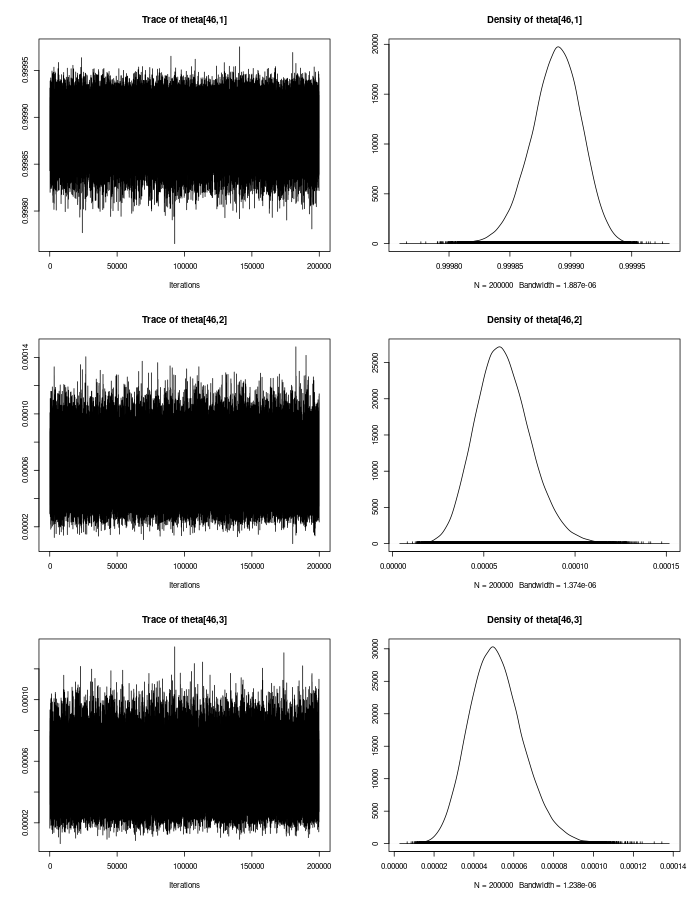 Trace of theta[46,1]
0.99980 0.99985 0.99990 0.99995
0 50000 100000 150000 200000
Iterations
Density of theta[46,1]
0 5000 10000 15000 20000
0.99980 0.99985 0.99990 0.99995
N = 200000 Bandwidth = 1.887e-06
Trace of theta[46,2]
0.00002 0.00006 0.00010 0.00014
0 50000 100000 150000 200000
Iterations
Density of theta[46,2]
0 5000 10000 15000 20000 25000
0.00000 0.00005 0.00010 0.00015
N = 200000 Bandwidth = 1.374e-06
Trace of theta[46,3]
0.00002 0.00006 0.00010
0 50000 100000 150000 200000
Iterations
Density of theta[46,3]
0 5000 10000 15000 20000 25000 30000
0.00000 0.00002 0.00004 0.00006 0.00008 0.00010 0.00012 0.00014
N = 200000 Bandwidth = 1.238e-06